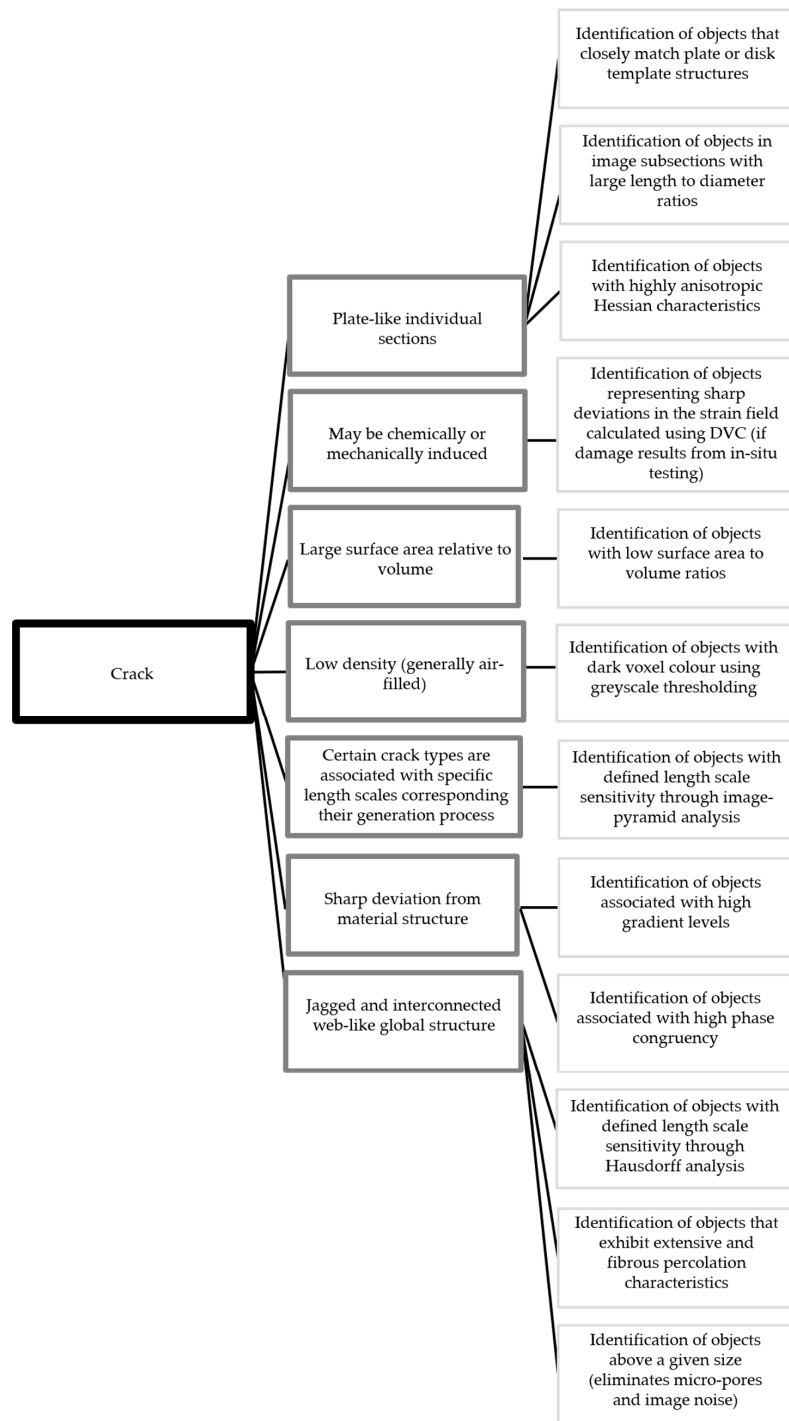 Crack
Plate-like individual
sections
May be chemically or
mechanically induced
Large surface area relative to
volume
Low density (generally air-
filled)
Certain crack types are
associated with specific
length scales corresponding
their generation process
Sharp deviation from
material structure
Jagged and interconnected
web-like global structure
Identification of objects that
closely match plate or disk
template structures
Identification of objects in
image subsections with
large length to diameter
ratios
Identification of objects
with highly anisotropic
Hessian characteristics
Identification of objects
representing sharp
deviations in the strain field
calculated using DVC (if
damage results from in-situ
testing)
Identification of objects
with low surface area to
volume ratios
Identification of objects with
dark voxel colour using
greyscale thresholding
Identification of objects with
defined length scale
sensitivity through image-
pyramid analysis
Identification of objects
associated with high
gradient levels
Identification of objects
associated with high phase
congruency
Identification of objects with
defined length scale
sensitivity through
Hausdorff analysis
Identification of objects that
exhibit extensive and
fibrous percolation
characteristics
Identification of objects
above a given size
(eliminates micro-pores
and image noise)